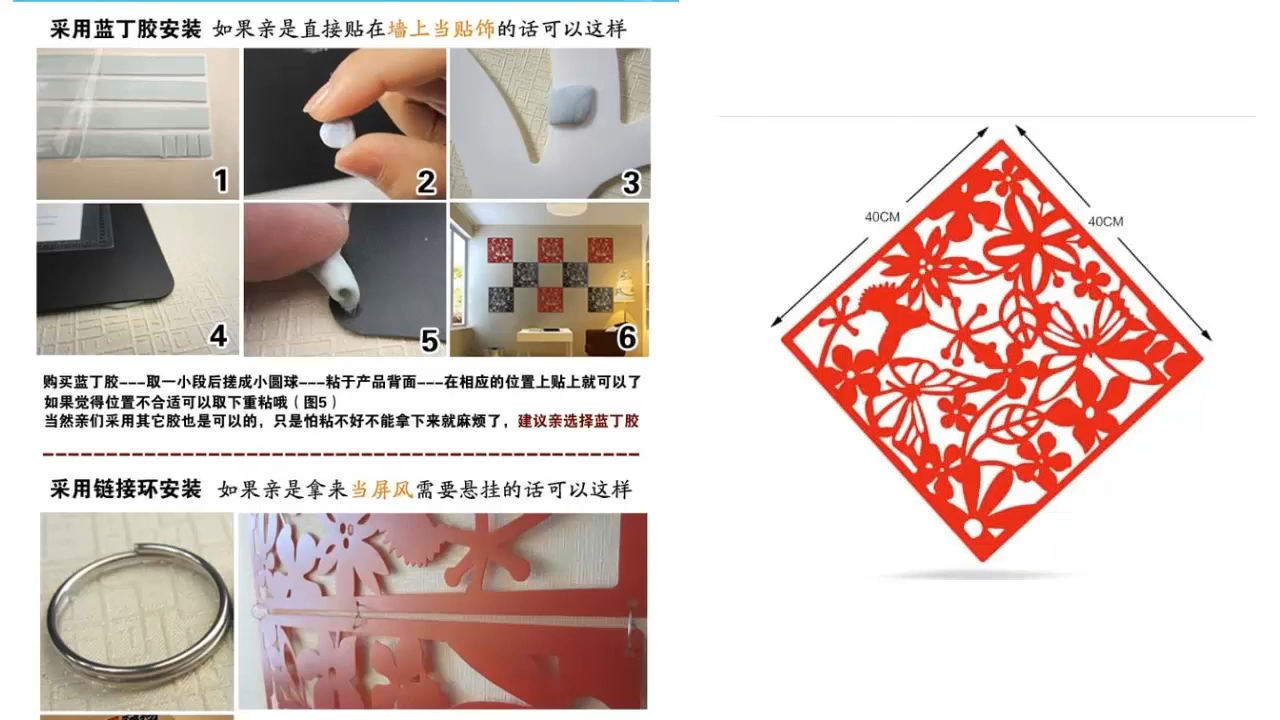 采用蓝丁胶安装 如果亲是直接贴在墙上当贴饰的话可以这样
1
2
3
4
5
6
购买蓝丁胶---取一小段后搓成小圆球---粘于产品背面---在相应的位置上贴上就可以了
如果觉得位置不合适可以取下重粘哦（图5）
当然亲们采用其它胶也是可以的，只是怕粘不好不能拿下来就麻烦了，建议亲选择蓝丁胶
采用链接环安装 如果亲是拿来当屏风需要悬挂的话可以这样
40CM
40CM